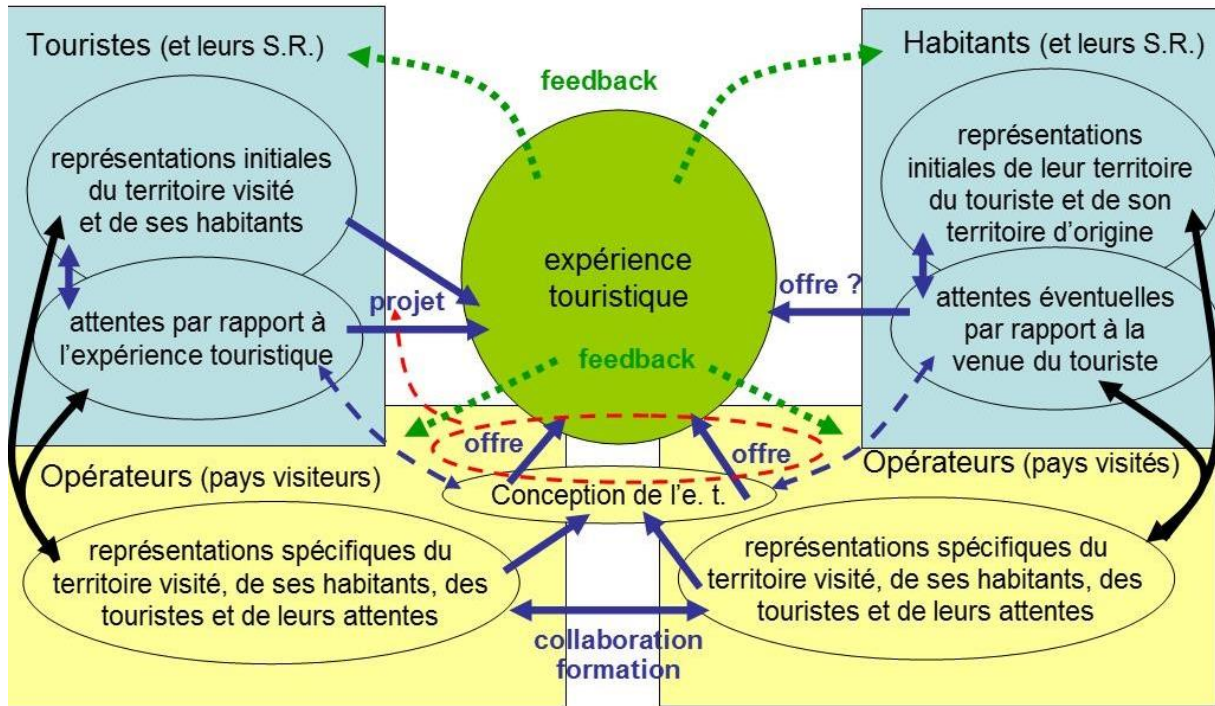 Touristes (et leurs S.R.)
représentations initiales
du territoire visité
et de ses habitants
attentes par rapport à
l'expérience touristique
feedback
expérience
touristique
projet
offre ?
feedback
offre
offre
Conception de l'e. t.
Habitants (et leurs S.R.)
représentations
initiales de leur territoire
du touriste et de son
territoire d'origine
attentes éventuelles
par rapport à la
venue du touriste
Opérateurs (pays visiteurs)
représentations spécifiques du
territoire visité, de ses habitants, des
touristes et de leurs attentes
collaboration
formation
Opérateurs (pays visités)
représentations spécifiques du
territoire visité, de ses habitants, des
touristes et de leurs attentes